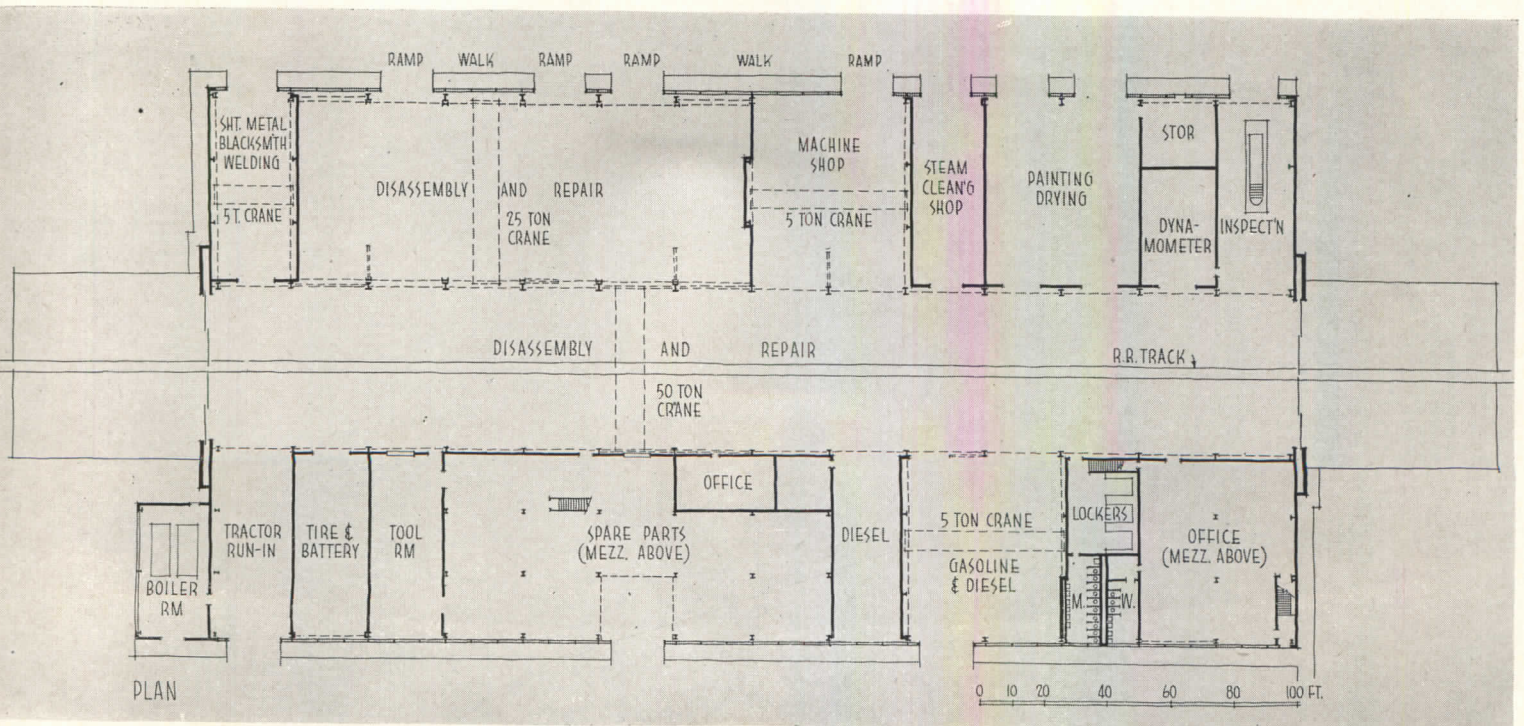 RAMP WALK RAMP RAMP WALK RAMP
SHT. METAL
BLACKSM'TH
WELDING
5 T. CRANE
DISASSEMBLY AND REPAIR
25 TON
CRANE
MACHINE
SHOP
5 TON CRANE
STEAM
CLEAN'G
SHOP
PAINTING
DRYING
STOR
DYNA-
MOMETER
INSPECT'N
DISASSEMBLY AND REPAIR
R.R. TRACK
50 TON
CRANE
BOILER
RM
TRACTOR
RUN-IN
TIRE &
BATTERY
TOOL
RM
SPARE PARTS
(MEZZ. ABOVE)
OFFICE
DIESEL
5 TON CRANE
GASOLINE
& DIESEL
LOCKERS
M. W.
OFFICE
(MEZZ. ABOVE)
PLAN
0 10 20 40 60 80 100 FT.